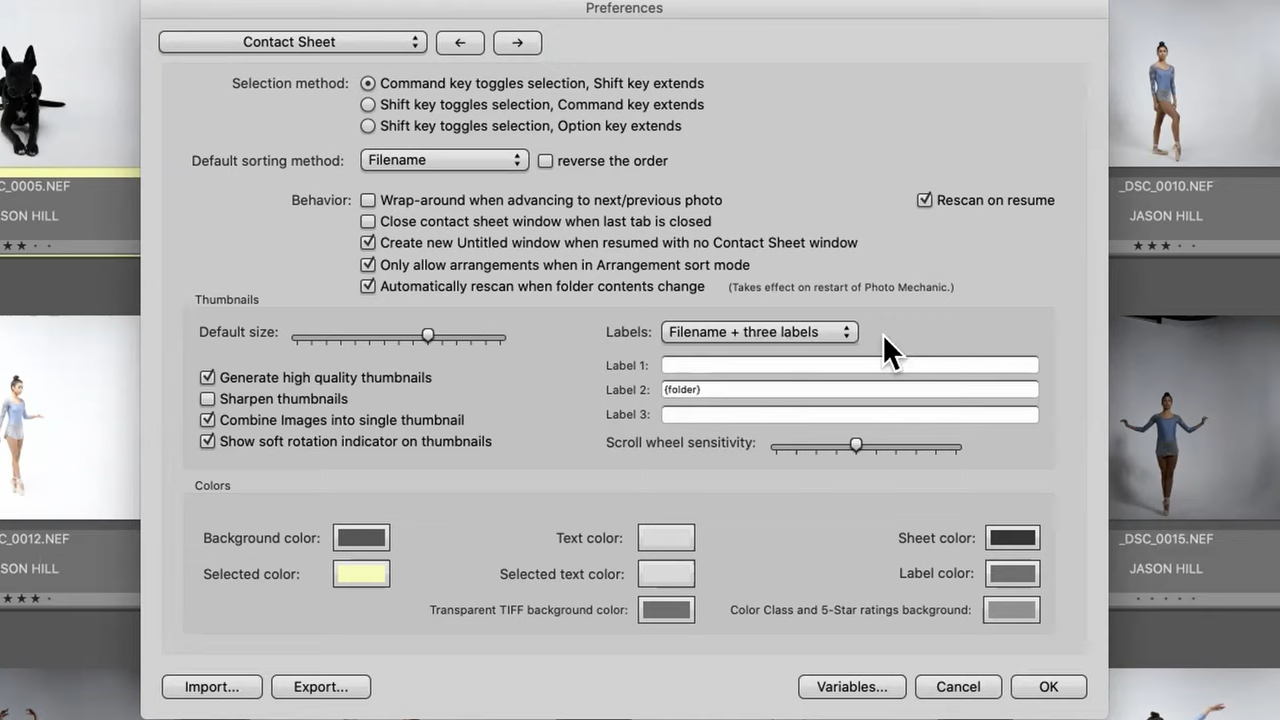 Preferences
Contact Sheet
← →
Selection method: Command key toggles selection, Shift key extends
Shift key toggles selection, Command key extends
Shift key toggles selection, Option key extends
Default sorting method: Filename reverse the order
Behavior: Wrap-around when advancing to next/previous photo Rescan on resume
Close contact sheet window when last tab is closed
Create new Untitled window when resumed with no Contact Sheet window
Only allow arrangements when in Arrangement sort mode
Automatically rescan when folder contents change (Takes effect on restart of Photo Mechanic.)
Thumbnails
Default size: Labels: Filename + three labels
Label 1:
Generate high quality thumbnails Label 2: {folder}
Sharpen thumbnails
Combine Images into single thumbnail Label 3:
Show soft rotation indicator on thumbnails Scroll wheel sensitivity:
Colors
Background color: Text color: Sheet color:
Selected color: Selected text color: Label color:
Transparent TIFF background color: Color Class and 5-Star ratings background:
Import... Export... Variables... Cancel OK
C_0005.NEF
SON HILL
C_0012.NEF
SON HILL
_DSC_0010.NEF
JASON HILL
_DSC_0015.NEF
JASON HILL